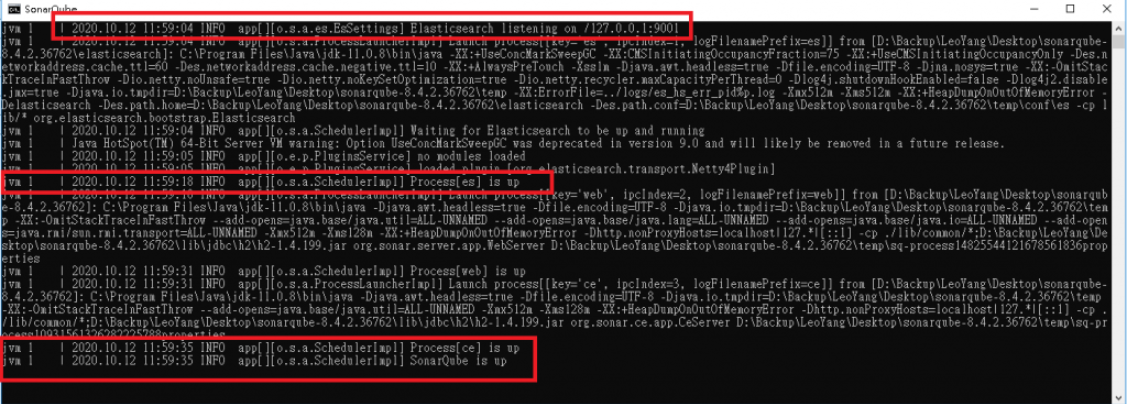 SonarQube
jvm 1    | 2020.10.12 11:59:04 INFO  app[][o.s.a.es.EsSettings] Elasticsearch listening on /127.0.0.1:9001
jvm 1    | 2020.10.12 11:59:04 INFO  app[][o.s.a.ProcessLauncherImpl] Launch process[[key='es', ipcIndex=1, logFilenamePrefix=es]] from [D:\Backup\LeoYang\Desktop\sonarqube-
8.4.2.36762\elasticsearch]: C:\Program Files\Java\jdk-11.0.8\bin\java -XX:+UseConcMarkSweepGC -XX:CMSInitiatingOccupancyFraction=75 -XX:+UseCMSInitiatingOccupancyOnly -Des.n
etworkaddress.cache.ttl=60 -Des.networkaddress.cache.negative.ttl=10 -XX:+AlwaysPreTouch -Xss1m -Djava.awt.headless=true -Dfile.encoding=UTF-8 -Djna.nosys=true -XX:-OmitStac
kTraceInFastThrow -Dio.netty.noUnsafe=true -Dio.netty.noKeySetOptimization=true -Dio.netty.recycler.maxCapacityPerThread=0 -Dlog4j.shutdownHookEnabled=false -Dlog4j2.disable
.jmx=true -Djava.io.tmpdir=D:\Backup\LeoYang\Desktop\sonarqube-8.4.2.36762\temp -XX:ErrorFile=../logs/es_hs_err_pid%p.log -Xmx512m -Xms512m -XX:+HeapDumpOnOutOfMemoryError -
Delasticsearch -Des.path.home=D:\Backup\LeoYang\Desktop\sonarqube-8.4.2.36762\elasticsearch -Des.path.conf=D:\Backup\LeoYang\Desktop\sonarqube-8.4.2.36762\temp\conf\es -cp l
ib/* org.elasticsearch.bootstrap.Elasticsearch
jvm 1    | 2020.10.12 11:59:04 INFO  app[][o.s.a.SchedulerImpl] Waiting for Elasticsearch to be up and running
jvm 1    | Java HotSpot(TM) 64-Bit Server VM warning: Option UseConcMarkSweepGC was deprecated in version 9.0 and will likely be removed in a future release.
jvm 1    | 2020.10.12 11:59:05 INFO  app[][o.e.p.PluginsService] no modules loaded
jvm 1    | 2020.10.12 11:59:05 INFO  app[][o.e.p.PluginsService] loaded plugin [org.elasticsearch.transport.Netty4Plugin]
jvm 1    | 2020.10.12 11:59:18 INFO  app[][o.s.a.SchedulerImpl] Process[es] is up
jvm 1    | 2020.10.12 11:59:18 INFO  app[][o.s.a.ProcessLauncherImpl] Launch process[[key='web', ipcIndex=2, logFilenamePrefix=web]] from [D:\Backup\LeoYang\Desktop\sonarqub
e-8.4.2.36762]: C:\Program Files\Java\jdk-11.0.8\bin\java -Djava.awt.headless=true -Dfile.encoding=UTF-8 -Djava.io.tmpdir=D:\Backup\LeoYang\Desktop\sonarqube-8.4.2.36762\tem
p -XX:-OmitStackTraceInFastThrow --add-opens=java.base/java.util=ALL-UNNAMED --add-opens=java.base/java.lang=ALL-UNNAMED --add-opens=java.base/java.io=ALL-UNNAMED --add-open
s=java.rmi/sun.rmi.transport=ALL-UNNAMED -Xmx512m -Xms128m -XX:+HeapDumpOnOutOfMemoryError -Dhttp.nonProxyHosts=localhost|127.*|[::1] -cp ./lib/common/*;D:\Backup\LeoYang\De
sktop\sonarqube-8.4.2.36762\lib\jdbc\h2\h2-1.4.199.jar org.sonar.server.app.WebServer D:\Backup\LeoYang\Desktop\sonarqube-8.4.2.36762\temp\sq-process14825544121678561836prop
erties
jvm 1    | 2020.10.12 11:59:31 INFO  app[][o.s.a.SchedulerImpl] Process[web] is up
jvm 1    | 2020.10.12 11:59:31 INFO  app[][o.s.a.ProcessLauncherImpl] Launch process[[key='ce', ipcIndex=3, logFilenamePrefix=ce]] from [D:\Backup\LeoYang\Desktop\sonarqube-
8.4.2.36762]: C:\Program Files\Java\jdk-11.0.8\bin\java -Djava.awt.headless=true -Dfile.encoding=UTF-8 -Djava.io.tmpdir=D:\Backup\LeoYang\Desktop\sonarqube-8.4.2.36762\temp
-XX:-OmitStackTraceInFastThrow --add-opens=java.base/java.util=ALL-UNNAMED -Xmx512m -Xms128m -XX:+HeapDumpOnOutOfMemoryError -Dhttp.nonProxyHosts=localhost|127.*|[::1] -cp .
/lib/common/*;D:\Backup\LeoYang\Desktop\sonarqube-8.4.2.36762\lib\jdbc\h2\h2-1.4.199.jar org.sonar.ce.app.CeServer D:\Backup\LeoYang\Desktop\sonarqube-8.4.2.36762\temp\sq-pr
jvm 1    | 2020.10.12 11:59:35 INFO  app[][o.s.a.SchedulerImpl] Process[ce] is up
jvm 1    | 2020.10.12 11:59:35 INFO  app[][o.s.a.SchedulerImpl] SonarQube is up